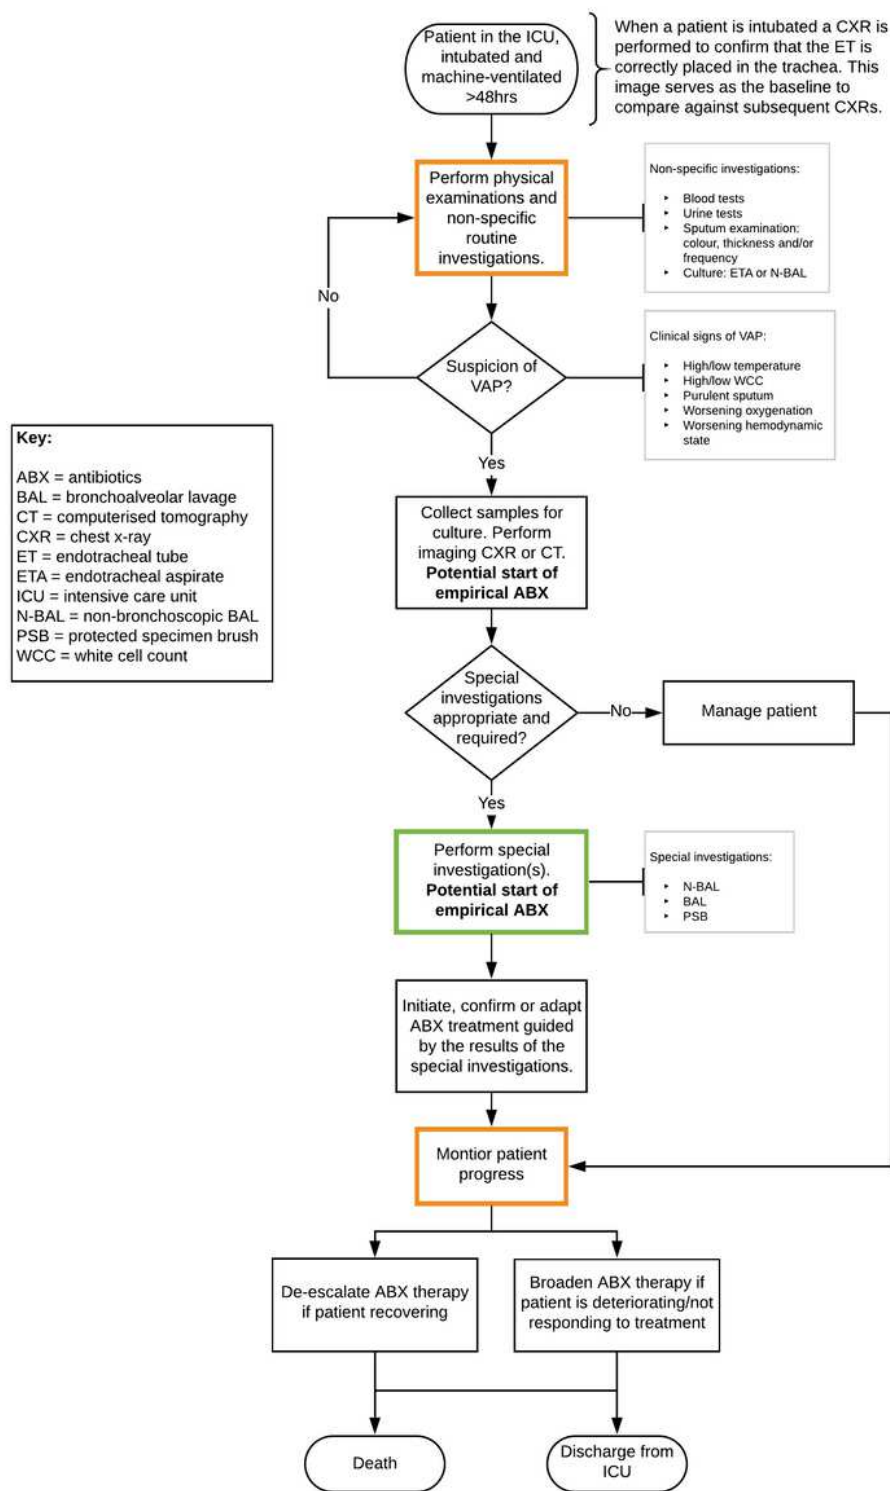 Patient in the ICU,
intubated and
machine-ventilated
>48hrs
When a patient is intubated a CXR is
performed to confirm that the ET is
correctly placed in the trachea. This
image serves as the baseline to
compare against subsequent CXRs.
Perform physical
examinations and
non-specific
routine
investigations.
Non-specific investigations:
‣ Blood tests
‣ Urine tests
‣ Sputum examination:
colour, thickness and/or
frequency
‣ Culture: ETA or N-BAL
No
Suspicion of
VAP?
Clinical signs of VAP:
‣ High/low temperature
‣ High/low WCC
‣ Purulent sputum
‣ Worsening oxygenation
‣ Worsening hemodynamic
state
Key:
ABX = antibiotics
BAL = bronchoalveolar lavage
CT = computerised tomography
CXR = chest x-ray
ET = endotracheal tube
ETA = endotracheal aspirate
ICU = intensive care unit
N-BAL = non-bronchoscopic BAL
PSB = protected specimen brush
WCC = white cell count
Yes
Collect samples for
culture. Perform
imaging CXR or CT.
Potential start of
empirical ABX
Special
investigations
appropriate and
required?
No
Manage patient
Yes
Perform special
investigation(s).
Potential start of
empirical ABX
Special investigations:
‣ N-BAL
‣ BAL
‣ PSB
Initiate, confirm or adapt
ABX treatment guided
by the results of the
special investigations.
Montior patient
progress
De-escalate ABX therapy
if patient recovering
Broaden ABX therapy if
patient is deteriorating/not
responding to treatment
Death
Discharge from
ICU